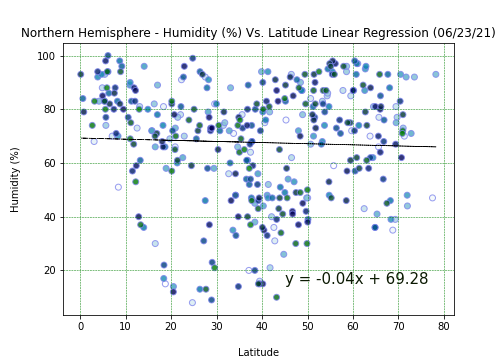 Northern Hemisphere - Humidity (%) Vs. Latitude Linear Regression (06/23/21)
100
80
60
40
20
Humidity (%)
y = -0.04x + 69.28
0 10 20 30 40 50 60 70 80
Latitude